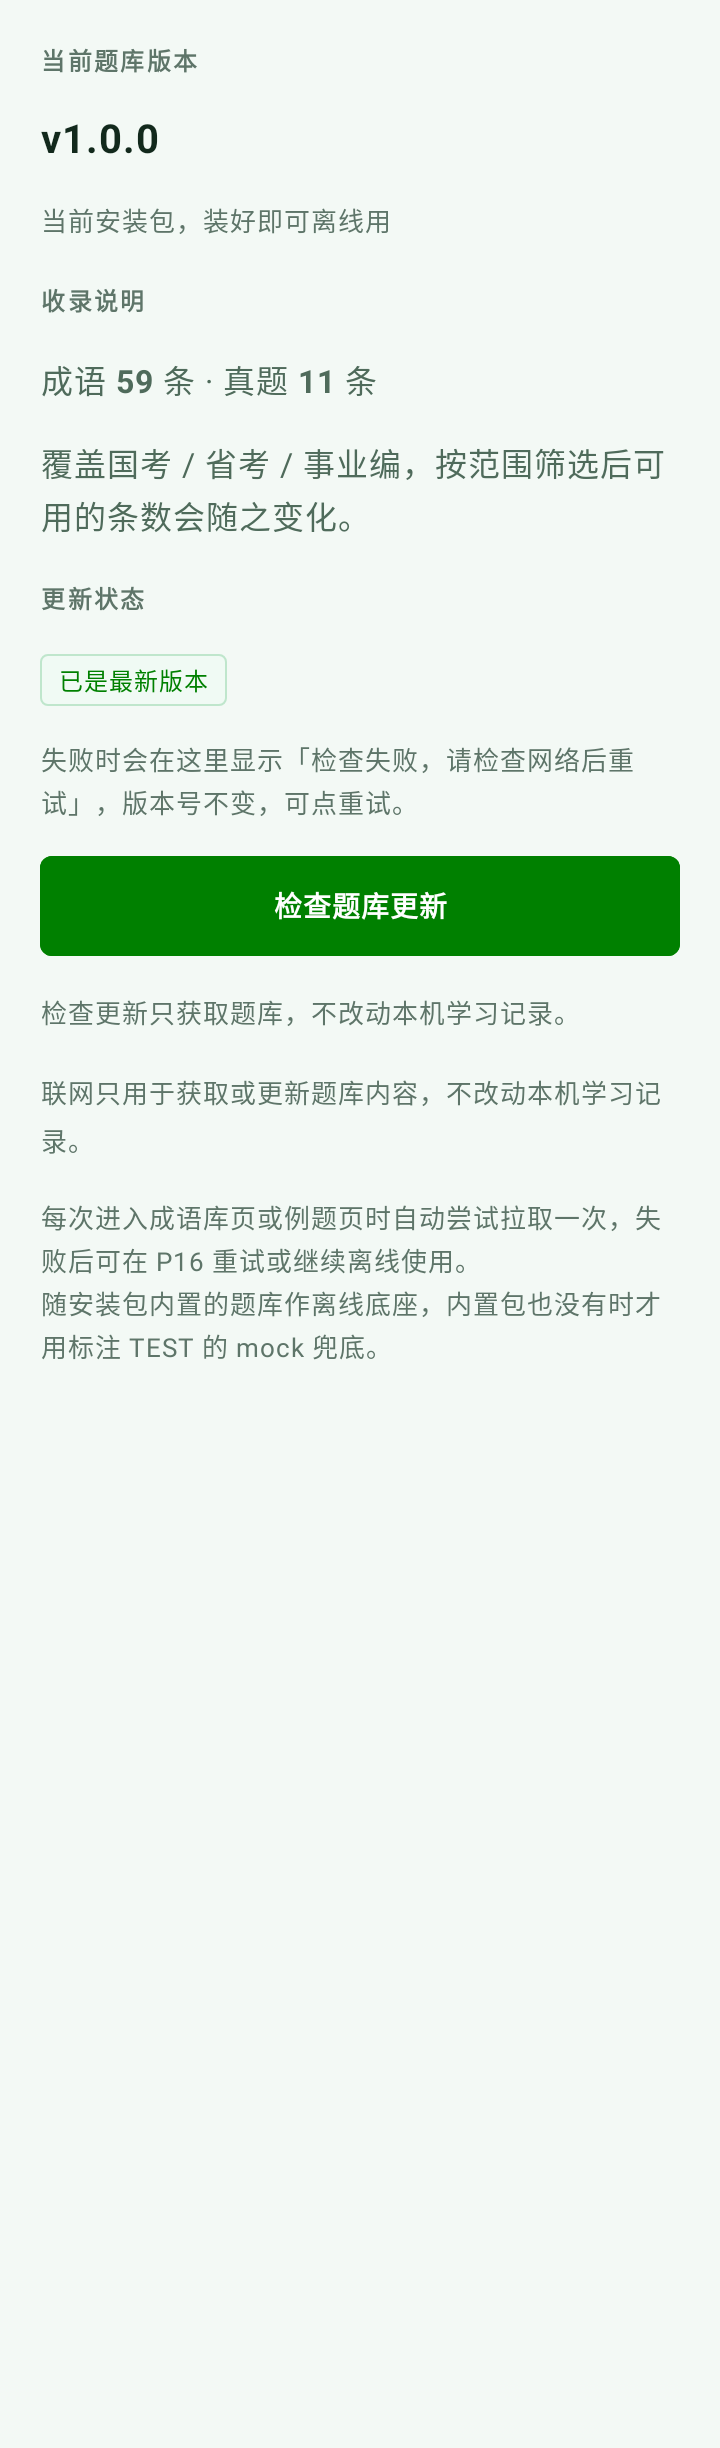 当前题库版本
v1.0.0
当前安装包，装好即可离线用
收录说明
成语 59 条 · 真题 11 条
覆盖国考 / 省考 / 事业编，按范围筛选后可
用的条数会随之变化。
更新状态
已是最新版本
失败时会在这里显示「检查失败，请检查网络后重
试」，版本号不变，可点重试。
检查题库更新
检查更新只获取题库，不改动本机学习记录。
联网只用于获取或更新题库内容，不改动本机学习记
录。
每次进入成语库页或例题页时自动尝试拉取一次，失
败后可在 P16 重试或继续离线使用。
随安装包内置的题库作离线底座，内置包也没有时才
用标注 TEST 的 mock 兜底。